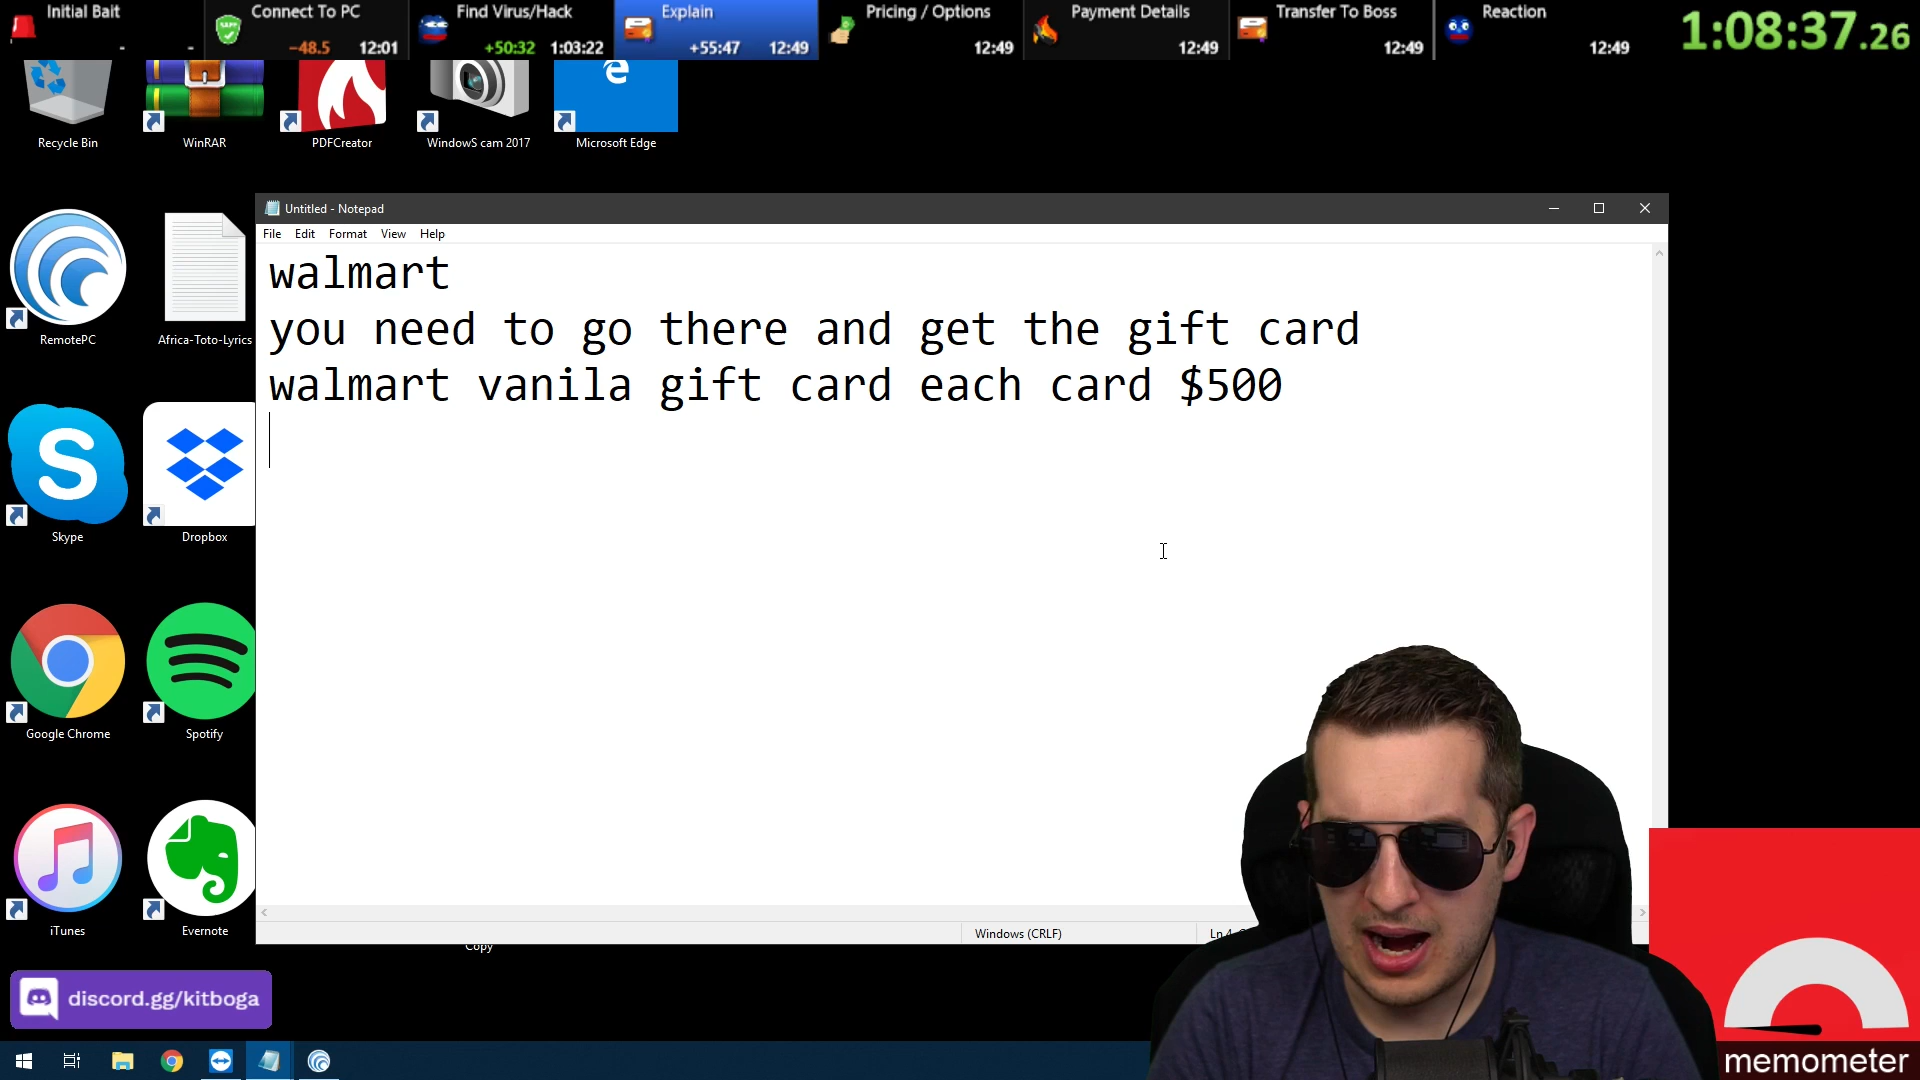 Initial Bait
-
-
Connect To PC
-48.5
12:01
Find Virus/Hack
+50:32
1:03:22
Explain
+55:47
12:49
Pricing / Options
12:49
Payment Details
12:49
Transfer To Boss
12:49
Reaction
12:49
1:08:37.26
Recycle Bin
WinRAR
PDFCreator
WindowS cam 2017
Microsoft Edge
Untitled - Notepad
File Edit Format View Help
walmart
you need to go there and get the gift card
walmart vanila gift card each card $500
RemotePC
Africa-Toto-Lyrics
Skype
Dropbox
Google Chrome
Spotify
iTunes
Evernote
Windows (CRLF)
Copy
discord.gg/kitboga
memometer